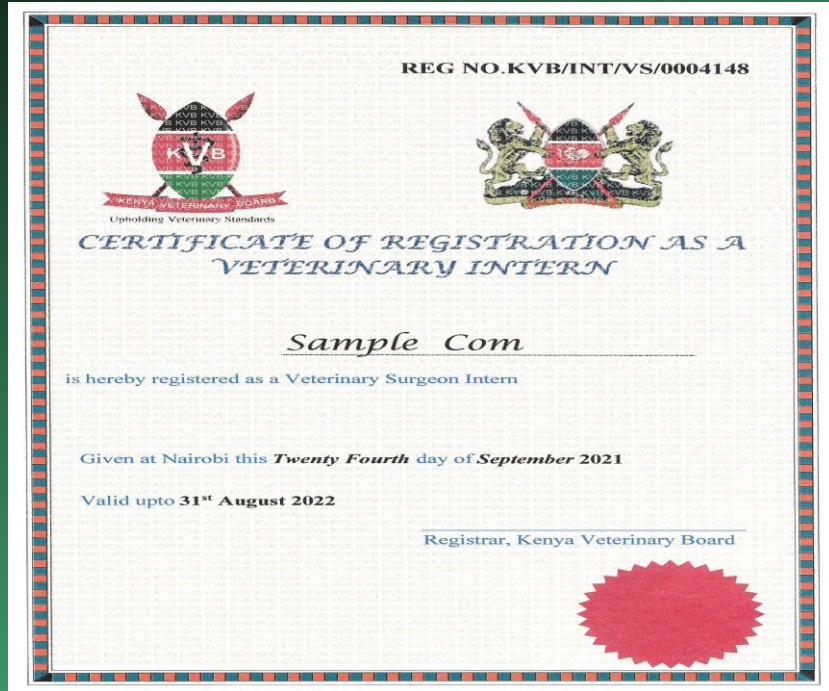 REG NO.KVB/INT/VS/0004148
KVB
KENYA VETERINARY BOARD
Upholding Veterinary Standards
CERTIFICATE OF REGISTRATION AS A
VETERINARY INTERN
Sample Com
is hereby registered as a Veterinary Surgeon Intern
Given at Nairobi this Twenty Fourth day of September 2021
Valid upto 31st August 2022
Registrar, Kenya Veterinary Board